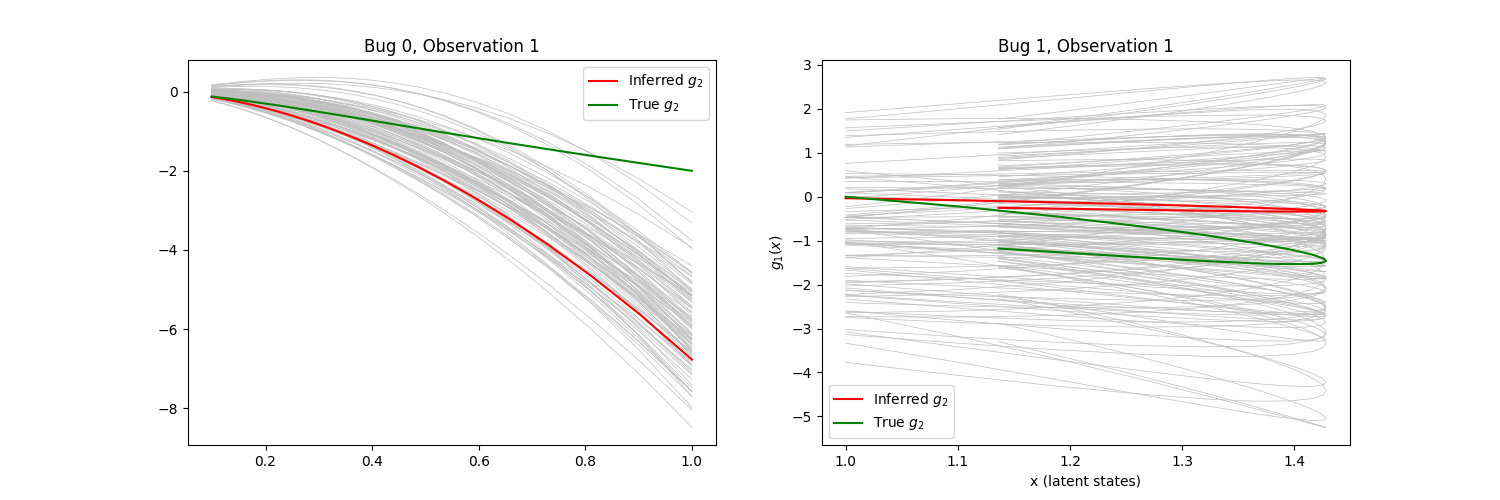 Bug 0, Observation 1
Inferred g₂
True g₂
0
−2
−4
−6
−8
0.2 0.4 0.6 0.8 1.0
Bug 1, Observation 1
3
2
1
0
−1
−2
−3
−4
−5
g₁(x)
Inferred g₂
True g₂
1.0 1.1 1.2 1.3 1.4
x (latent states)